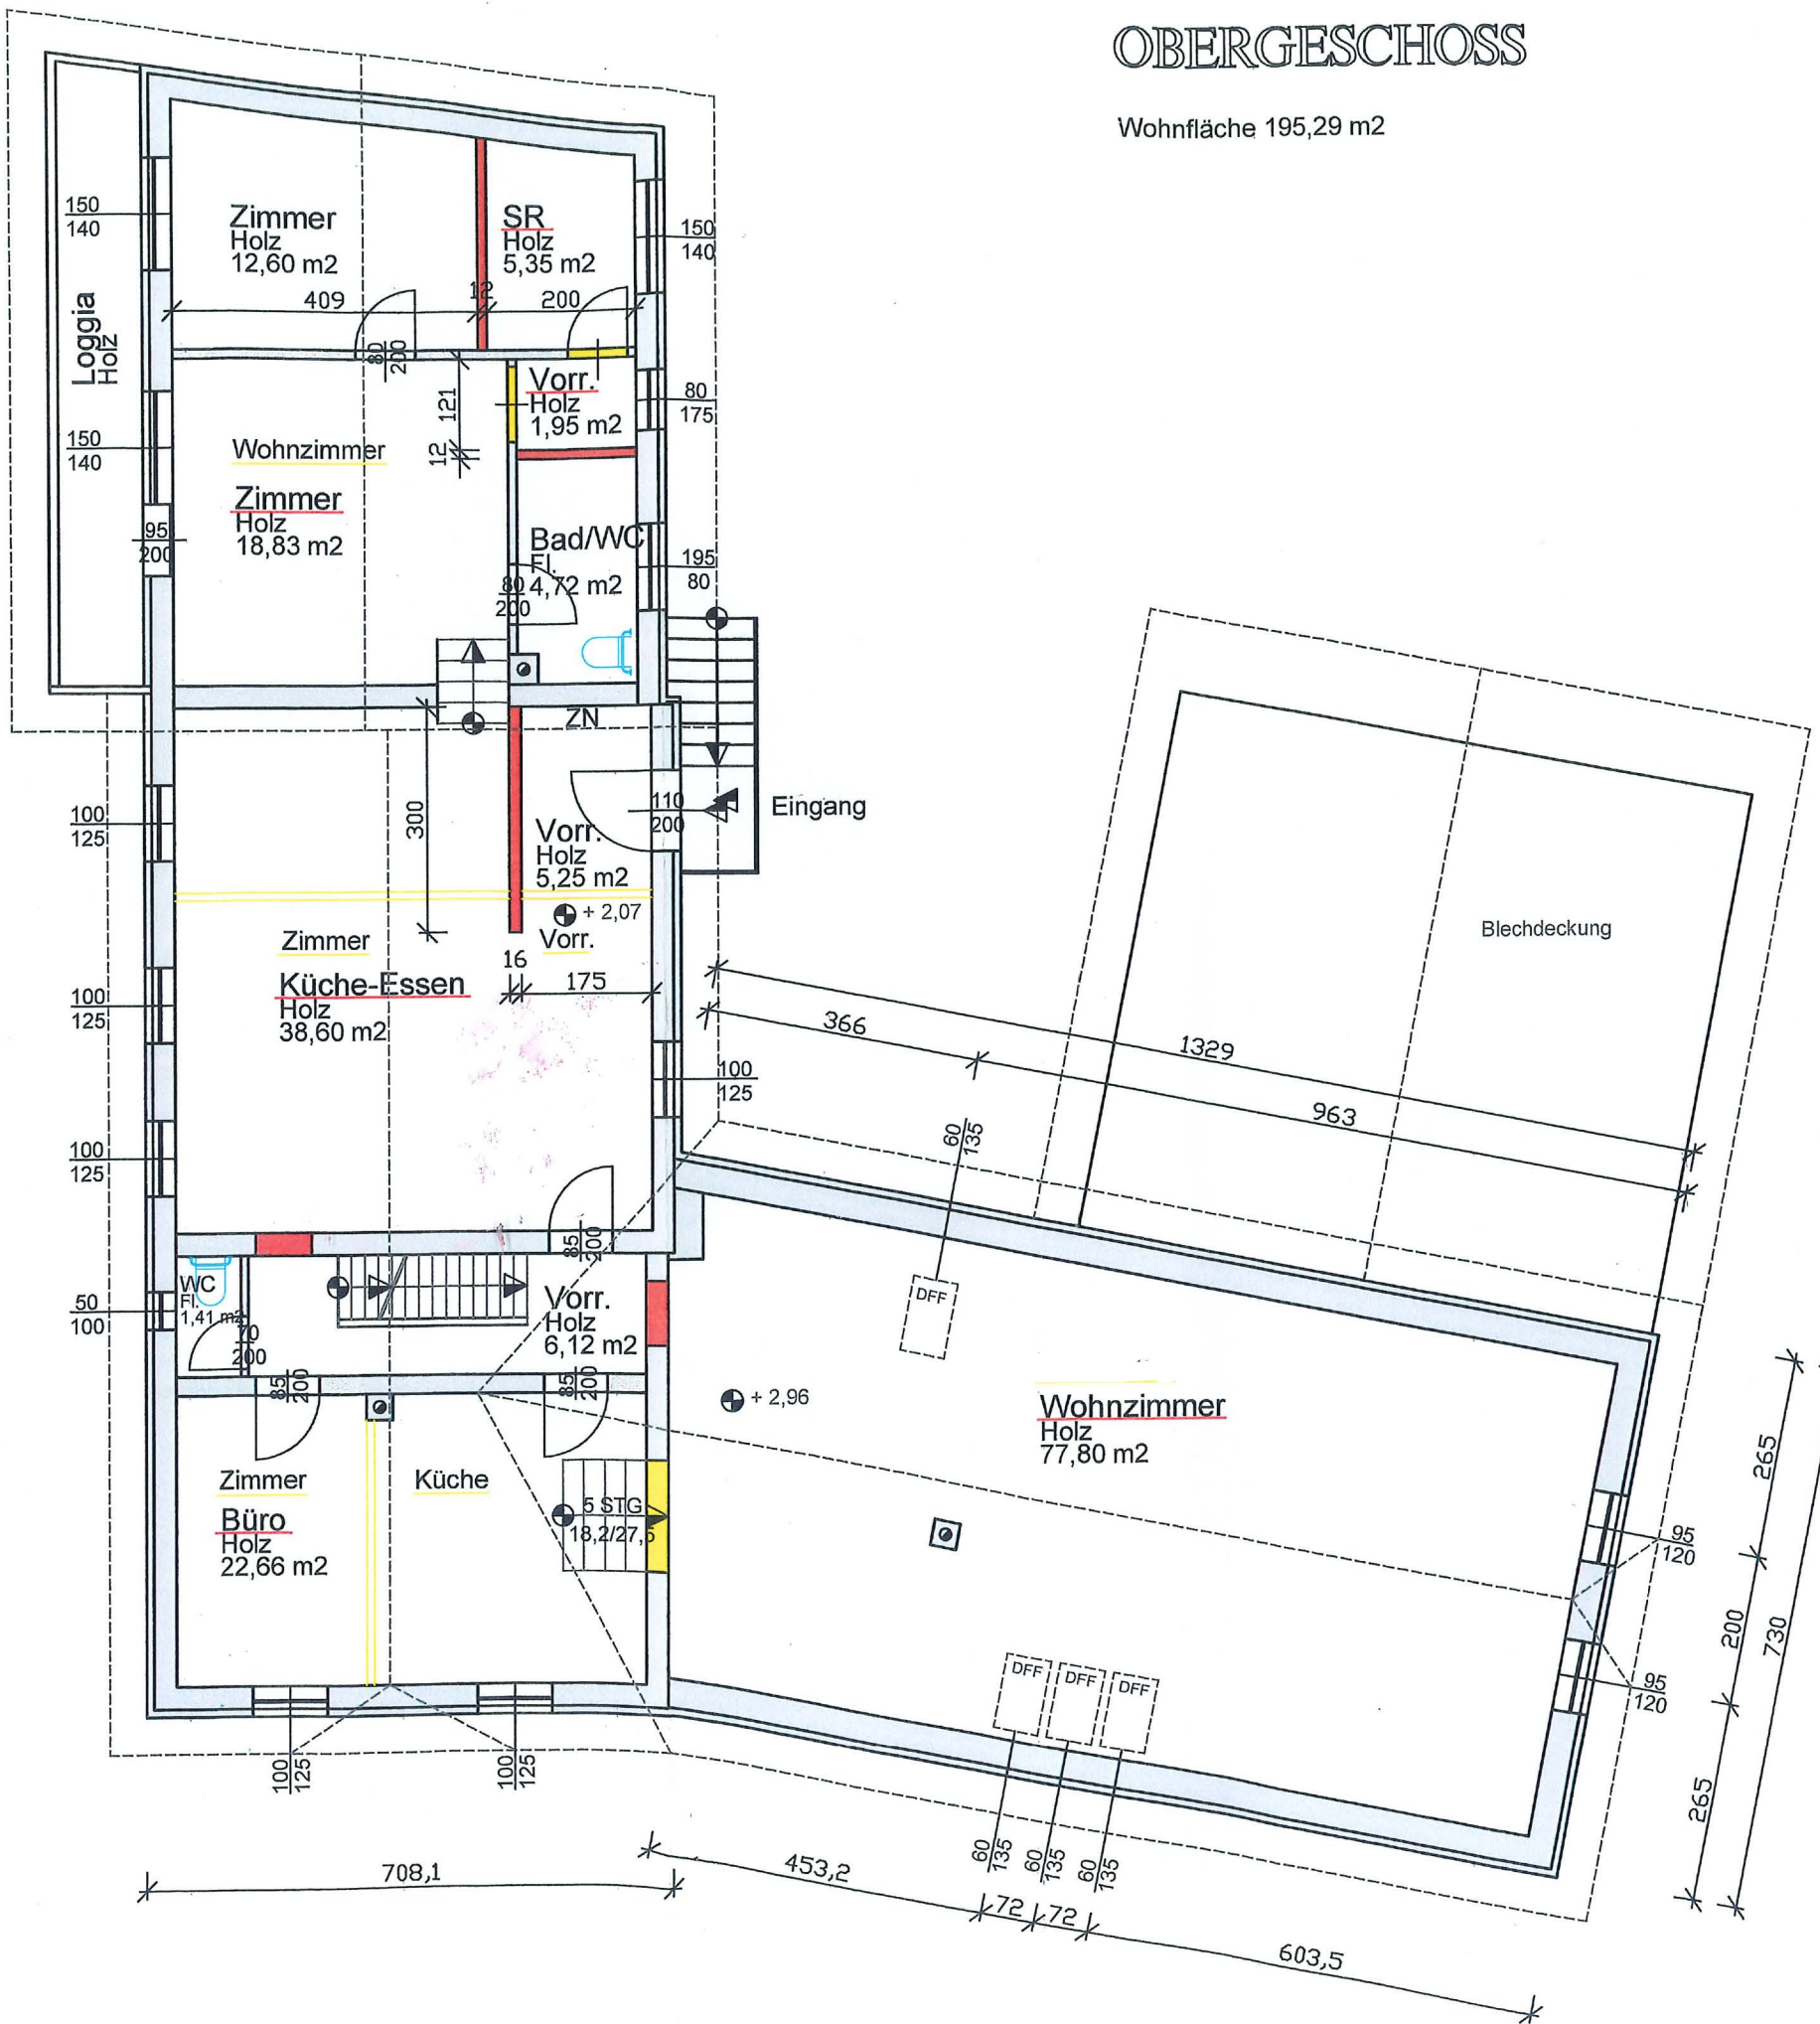 OBERGESCHOSS
Wohnfläche 195,29 m2
Zimmer
Holz
12,60 m2
SR
Holz
5,35 m2
150
140
150
140
409
12
200
Loggia
Holz
80
200
Vorr.
Holz
1,95 m2
80
175
121
12
150
140
Wohnzimmer
Zimmer
Holz
18,83 m2
95
200
Bad/WC
Fl.
4,72 m2
80
200
195
80
ZN
110
200
Eingang
300
100
125
Vorr.
Holz
5,25 m2
+ 2,07
Vorr.
Zimmer
Küche-Essen
Holz
38,60 m2
16
175
100
125
100
125
100
125
Blechdeckung
366
1329
963
60
135
85
200
WC
Fl.
1,41 m2
70
200
50
100
Vorr.
Holz
6,12 m2
DFF
85
200
85
200
+ 2,96
Wohnzimmer
Holz
77,80 m2
Zimmer
Büro
Holz
22,66 m2
Küche
5 STG
18,2/27,5
95
120
95
120
265
200
265
730
DFF
DFF
DFF
100
125
100
125
60
135
60
135
60
135
708,1
453,2
72
72
603,5